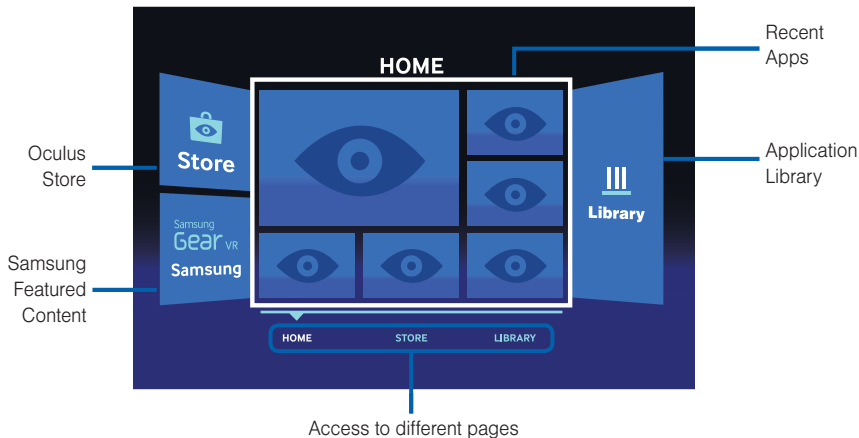 Recent
Apps
HOME
Store
Oculus
Store
Application
Library
Library
Samsung
Gear VR
Samsung
Samsung
Featured
Content
HOME STORE LIBRARY
Access to different pages